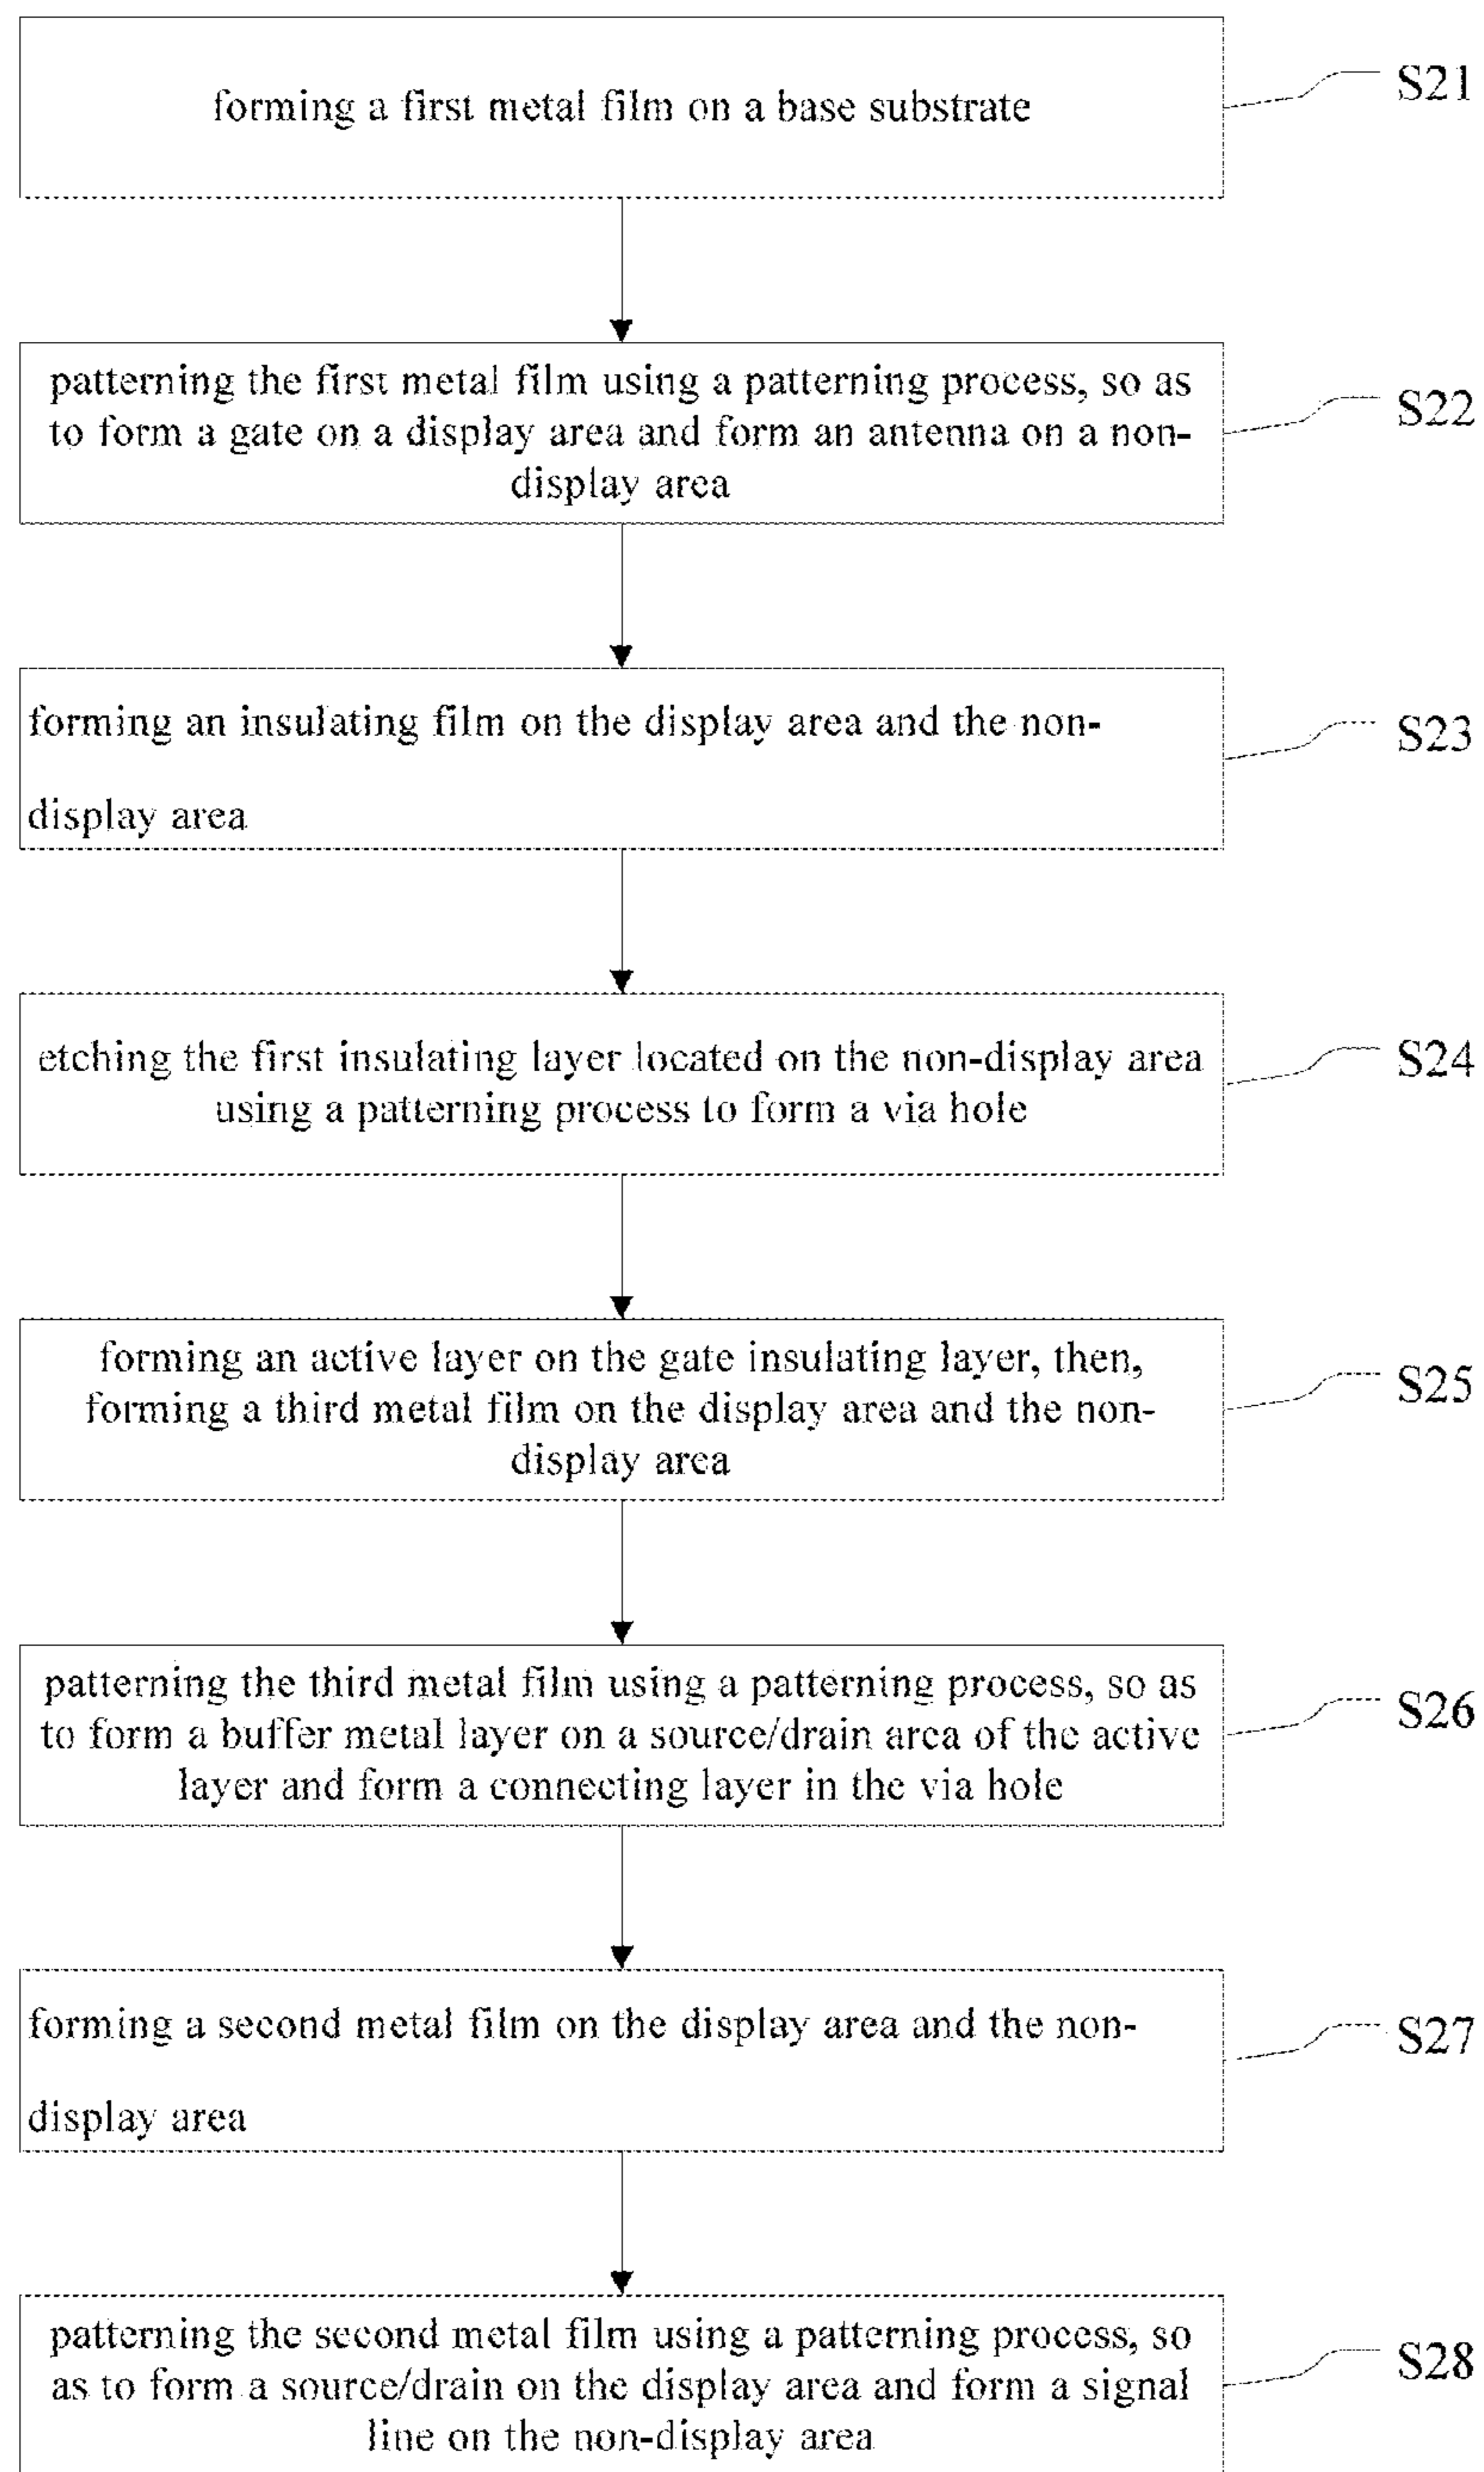 forming a first metal film on a base substrate
S21
patterning the first metal film using a patterning process, so as
to form a gate on a display area and form an antenna on a non-
display area
S22
forming an insulating film on the display area and the non-
display area
S23
etching the first insulating layer located on the non-display area
using a patterning process to form a via hole
S24
forming an active layer on the gate insulating layer, then,
forming a third metal film on the display area and the non-
display area
S25
patterning the third metal film using a patterning process, so as
to form a buffer metal layer on a source/drain area of the active
layer and form a connecting layer in the via hole
S26
forming a second metal film on the display area and the non-
display area
S27
patterning the second metal film using a patterning process, so
as to form a source/drain on the display area and form a signal
line on the non-display area
S28